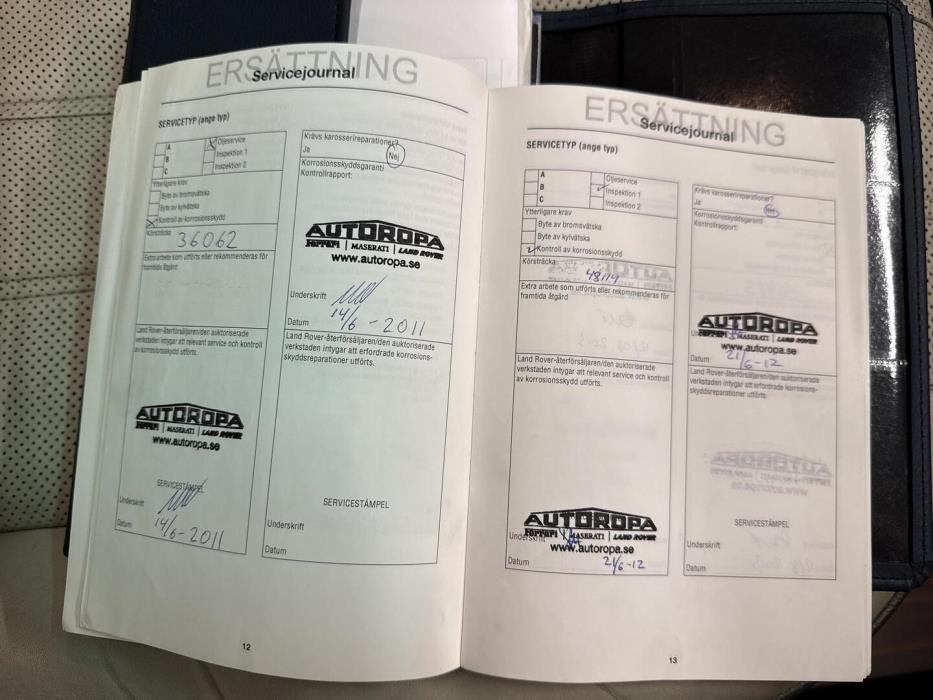 ERSÄTTNING
Servicejournal
SERVICETYP (ange typ)
A
B
C
Oljeservice
Inspektion 1
Inspektion 2
Ytterligare krav
Byte av bromsvätska
Byte av kylvätska
Kontroll av korrosionsskydd
Körsträcka
36062
Extra arbete som utförts eller rekommenderas för
framtida åtgärd
Land Rover-återförsäljaren/den auktoriserade
verkstaden intygar att relevant service och kontroll
av korrosionsskydd utförts.
AUTOROPA
Ferrari | MASERATI | LAND ROVER
www.autoropa.se
SERVICESTÄMPEL
Underskrift
Datum
14/6-2011
Krävs karosserireparationer?
Ja
Nej
Korrosionsskyddsgaranti
Kontrollrapport:
AUTOROPA
Ferrari | MASERATI | LAND ROVER
www.autoropa.se
Underskrift
Datum
14/6-2011
Land Rover-återförsäljaren/den auktoriserade
verkstaden intygar att erfordrade korrosions-
skyddsreparationer utförts.
SERVICESTÄMPEL
Underskrift
Datum
12
ERSÄTTNING
Servicejournal
SERVICETYP (ange typ)
A
B
C
Oljeservice
Inspektion 1
Inspektion 2
Ytterligare krav
Byte av bromsvätska
Byte av kylvätska
Kontroll av korrosionsskydd
Körsträcka
48119
Extra arbete som utförts eller rekommenderas för
framtida åtgärd
Land Rover-återförsäljaren/den auktoriserade
verkstaden intygar att relevant service och kontroll
av korrosionsskydd utförts.
AUTOROPA
Ferrari | MASERATI | LAND ROVER
Underskrift
www.autoropa.se
Datum
21/6-12
Krävs karosserireparationer?
Ja
Nej
Korrosionsskyddsgaranti
Kontrollrapport:
AUTOROPA
Ferrari | MASERATI | LAND ROVER
www.autoropa.se
Datum
21/6-12
Land Rover-återförsäljaren/den auktoriserade
verkstaden intygar att erfordrade korrosions-
skyddsreparationer utförts.
SERVICESTÄMPEL
Underskrift
Datum
13